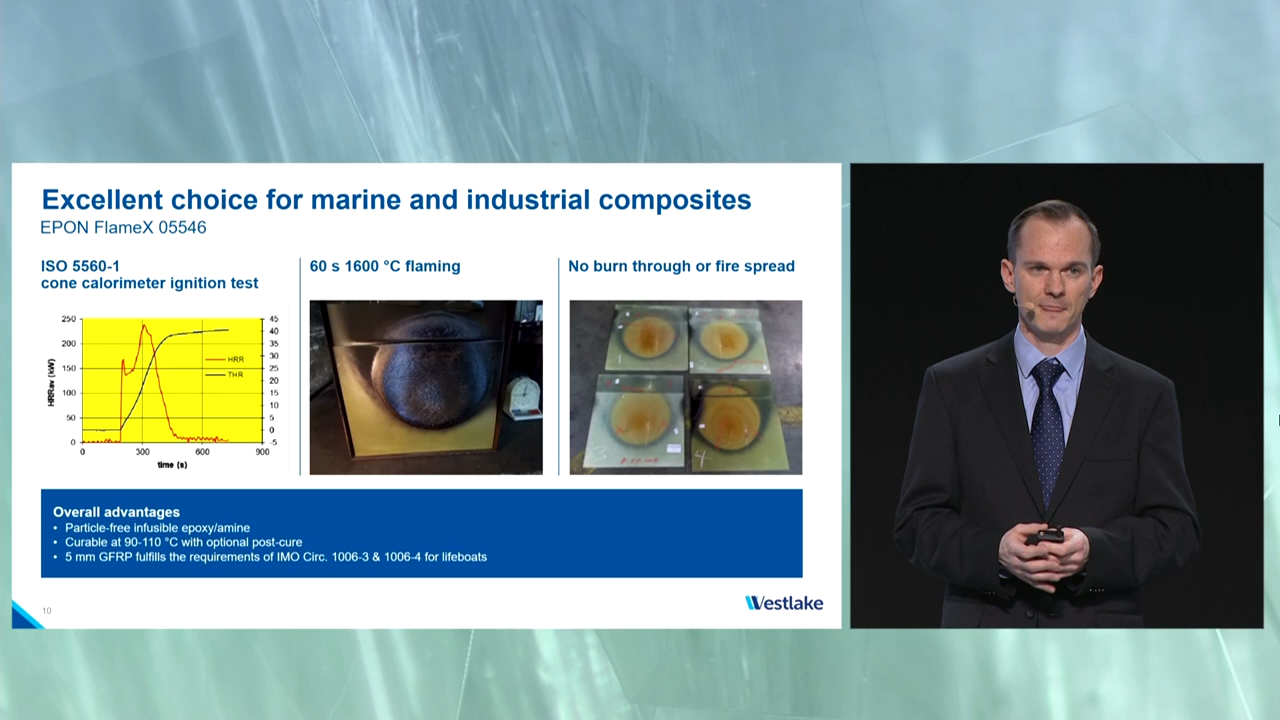 Excellent choice for marine and industrial composites
EPON FlameX 05546
ISO 5560-1
cone calorimeter ignition test
60 s 1600 °C flaming
No burn through or fire spread
250
200
150
100
50
0
HRRav (kW)
45
40
35
30
25
20
15
10
5
0
-5
HRR
THR
0
300
600
900
time (s)
4
Overall advantages
• Particle-free infusible epoxy/amine
• Curable at 90-110 °C with optional post-cure
• 5 mm GFRP fulfills the requirements of IMO Circ. 1006-3 & 1006-4 for lifeboats
10
Westlake